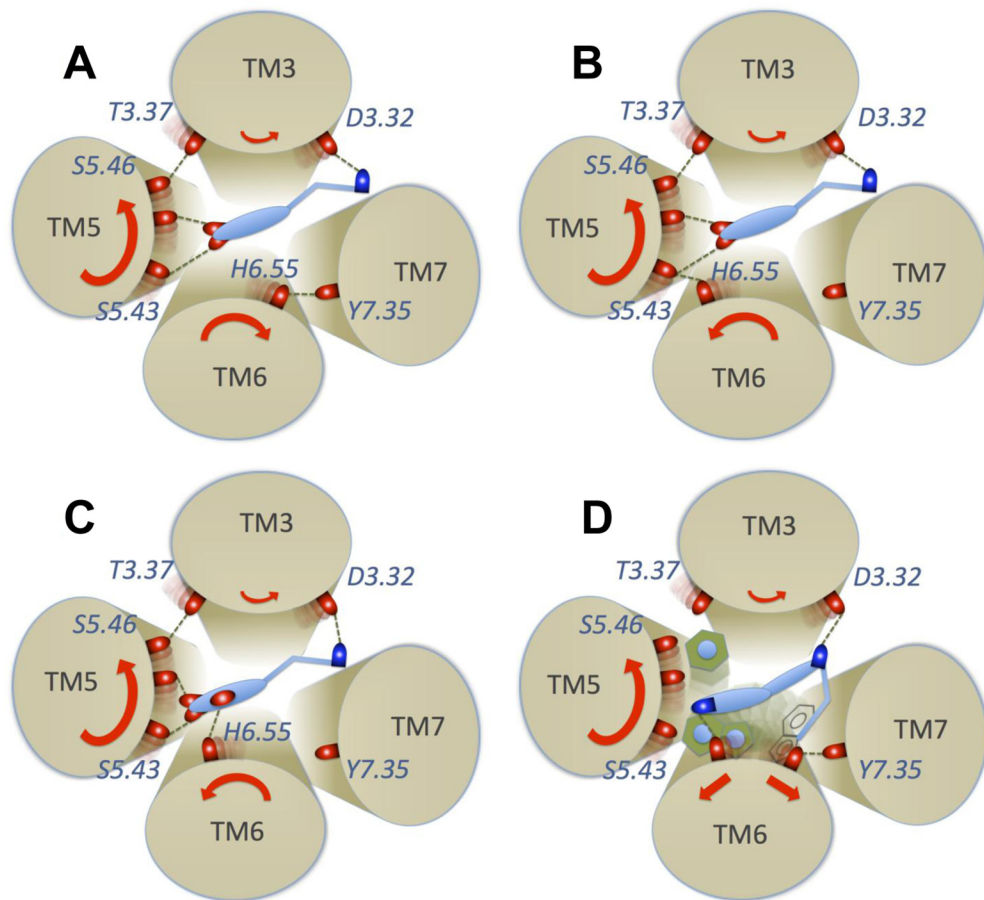 A
TM3
T3.37
D3.32
S5.46
TM5
H6.55
TM7
S5.43
Y7.35
TM6
B
TM3
T3.37
D3.32
S5.46
TM5
H6.55
TM7
S5.43
Y7.35
TM6
C
TM3
T3.37
D3.32
S5.46
TM5
H6.55
TM7
S5.43
Y7.35
TM6
D
TM3
T3.37
D3.32
S5.46
TM5
TM7
S5.43
Y7.35
TM6